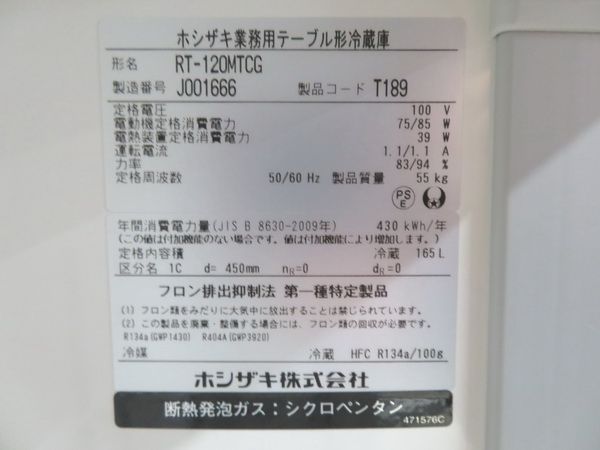 ホシザキ業務用テーブル形冷蔵庫
形名 RT-120MTCG
製造番号 J001666 製品コード T189
定格電圧 100 V
電動機定格消費電力 75/85 W
電熱装置定格消費電力 39 W
運転電流 1.1/1.1 A
力率 83/94 %
定格周波数 50/60 Hz 製品質量 55 kg
PS
E
年間消費電力量(JIS B 8630-2009年) 430 kWh/年
(この値は付加機能のない場合です。値は付加機能により増加します。)
定格内容積 冷蔵 165 L
区分名 1C d= 450mm nR=0 dR=0
フロン排出抑制法 第一種特定製品
(1) フロン類をみだりに大気中に放出することは禁じられています。
(2) この製品を廃棄・整備する場合には、フロン類の回収が必要です。
R134a(GWP1430) R404A(GWP3920)
冷媒 冷蔵 HFC R134a/100g
ホシザキ株式会社
断熱発泡ガス：シクロペンタン
471576C